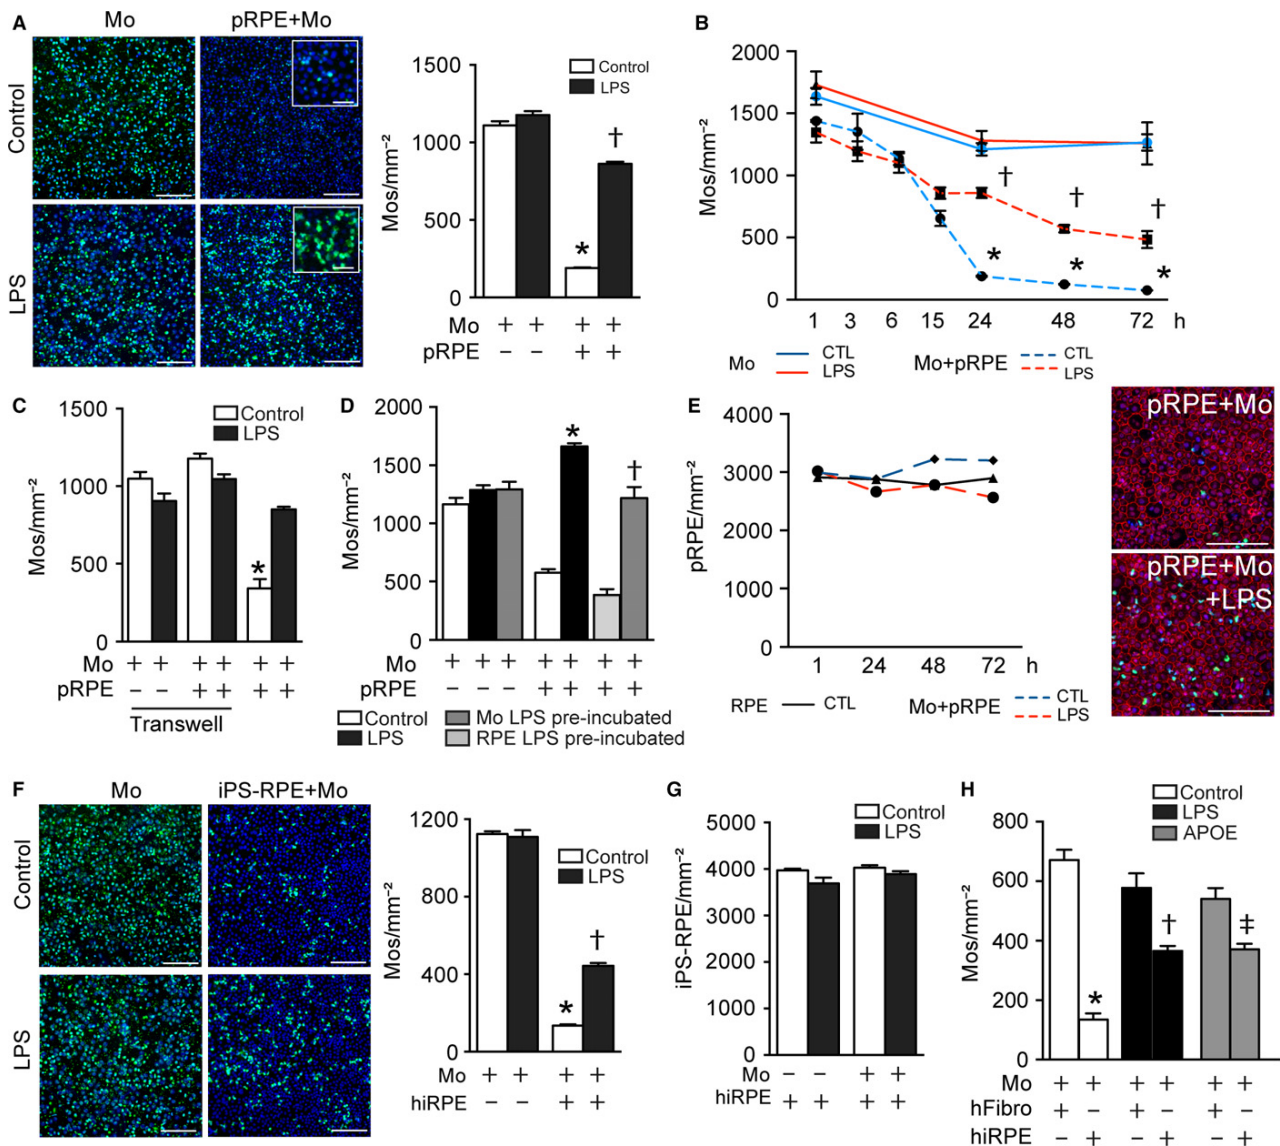 A
Mo
pRPE+Mo
Control
LPS
1500
1000
500
0
Mos/mm⁻²
Control
LPS
*
†
Mo + + + +
pRPE – – + +
B
2000
1500
1000
500
0
Mos/mm⁻²
†
†
†
*
*
*
1 3 6 15 24 48 72 h
Mo CTL LPS
Mo+pRPE CTL LPS
C
1500
1000
500
0
Mos/mm⁻²
Control
LPS
*
Mo + + + + + +
pRPE – – + + + +
Transwell
D
2000
1500
1000
500
0
Mos/mm⁻²
*
†
Mo + + + + + + +
pRPE – – – + + + +
Control
LPS
Mo LPS pre-incubated
RPE LPS pre-incubated
E
4000
3000
2000
1000
0
pRPE/mm⁻²
1 24 48 72 h
RPE CTL
Mo+pRPE CTL LPS
pRPE+Mo
pRPE+Mo
+LPS
F
Mo
iPS-RPE+Mo
Control
LPS
1200
800
400
0
Mos/mm⁻²
Control
LPS
*
†
Mo + + + +
hiRPE – – + +
G
5000
4000
3000
2000
1000
0
iPS-RPE/mm⁻²
Control
LPS
Mo – – + +
hiRPE + + + +
H
Control
LPS
APOE
800
600
400
200
0
Mos/mm⁻²
*
†
‡
Mo + + + + + +
hFibro + – + – + –
hiRPE – + – + – +